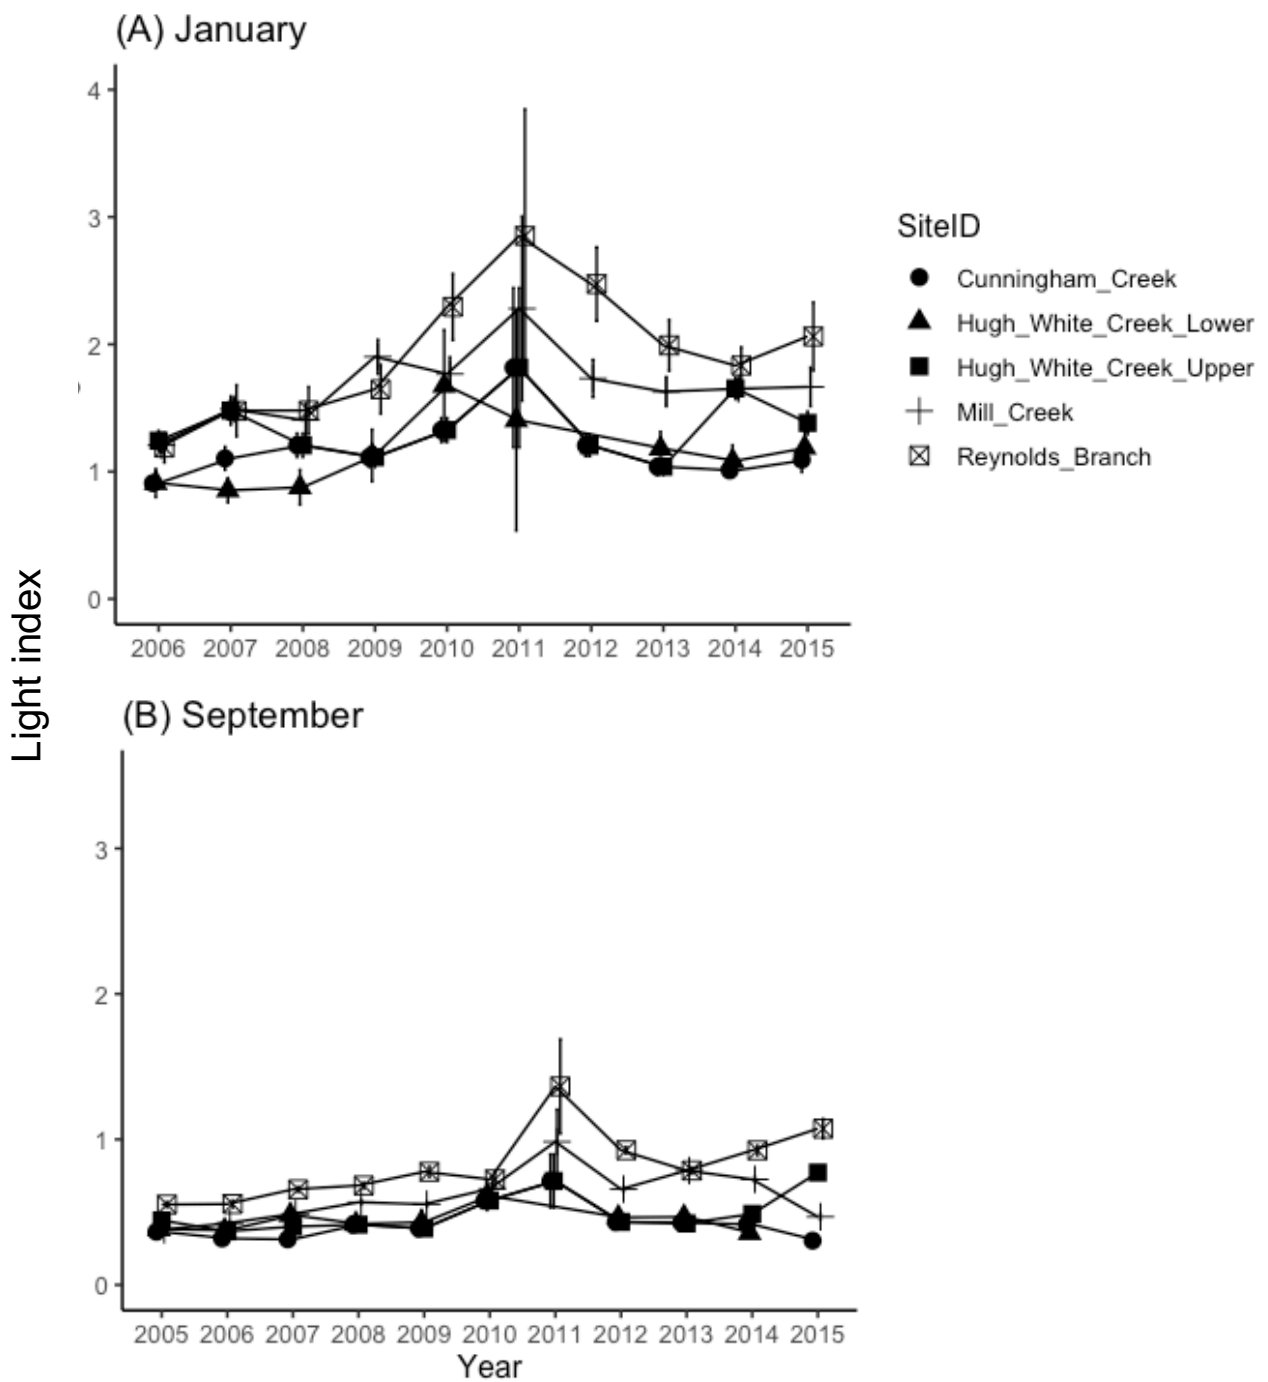 (A) January
4
3
2
1
0
2006 2007 2008 2009 2010 2011 2012 2013 2014 2015
SiteID
Cunningham_Creek
Hugh_White_Creek_Lower
Hugh_White_Creek_Upper
Mill_Creek
Reynolds_Branch
Light index
(B) September
3
2
1
0
2005 2006 2007 2008 2009 2010 2011 2012 2013 2014 2015
Year